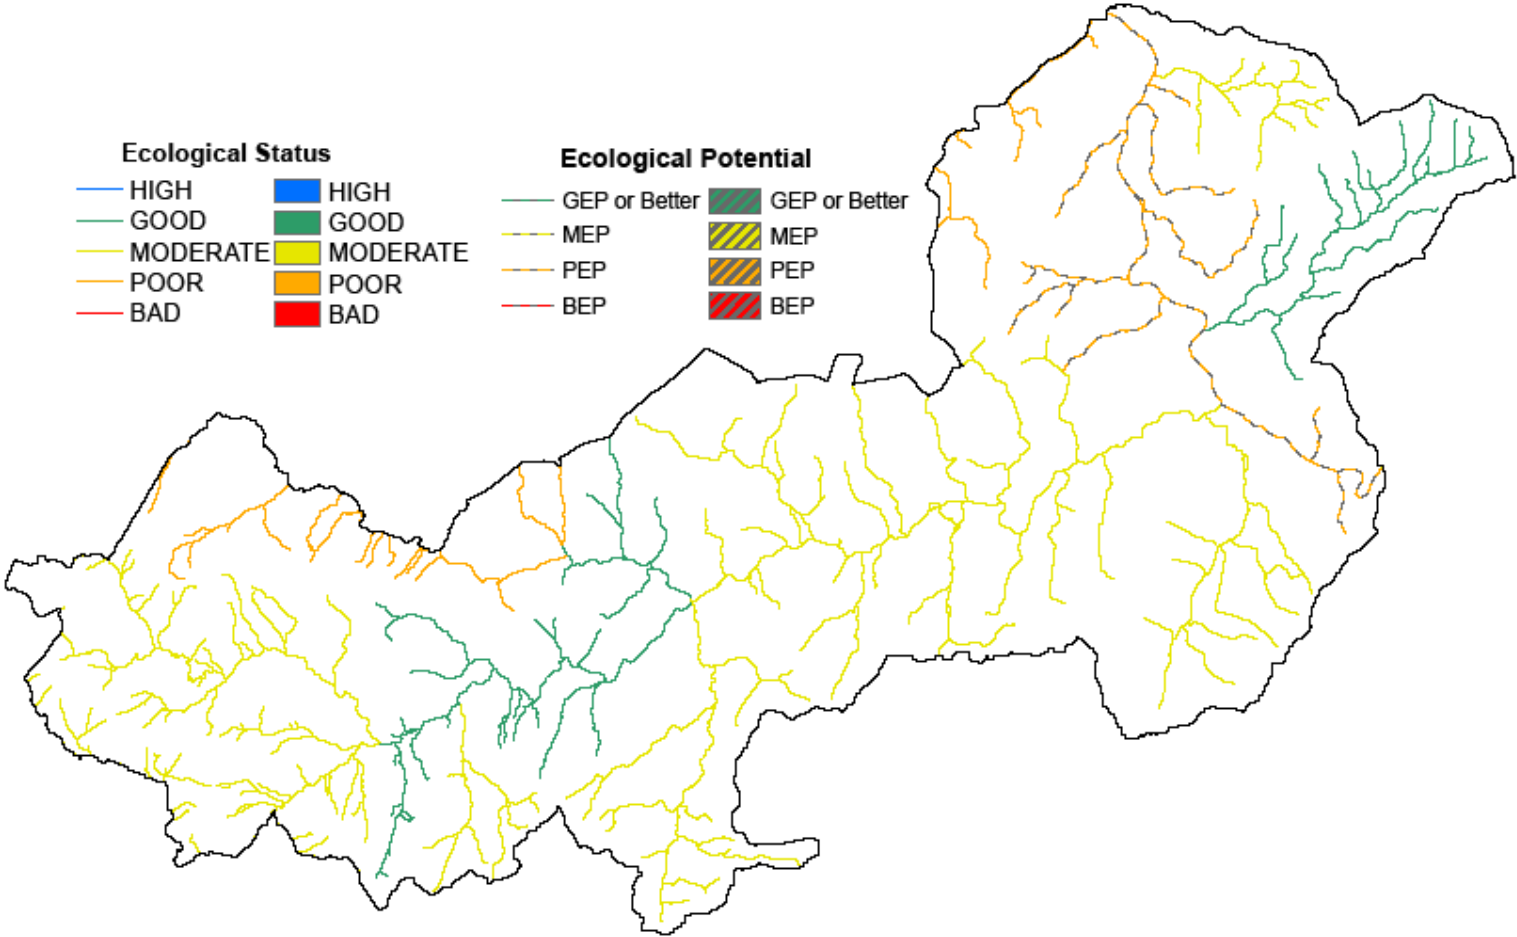 Ecological Status
HIGH HIGH
GOOD GOOD
MODERATE MODERATE
POOR POOR
BAD BAD
Ecological Potential
GEP or Better GEP or Better
MEP MEP
PEP PEP
BEP BEP